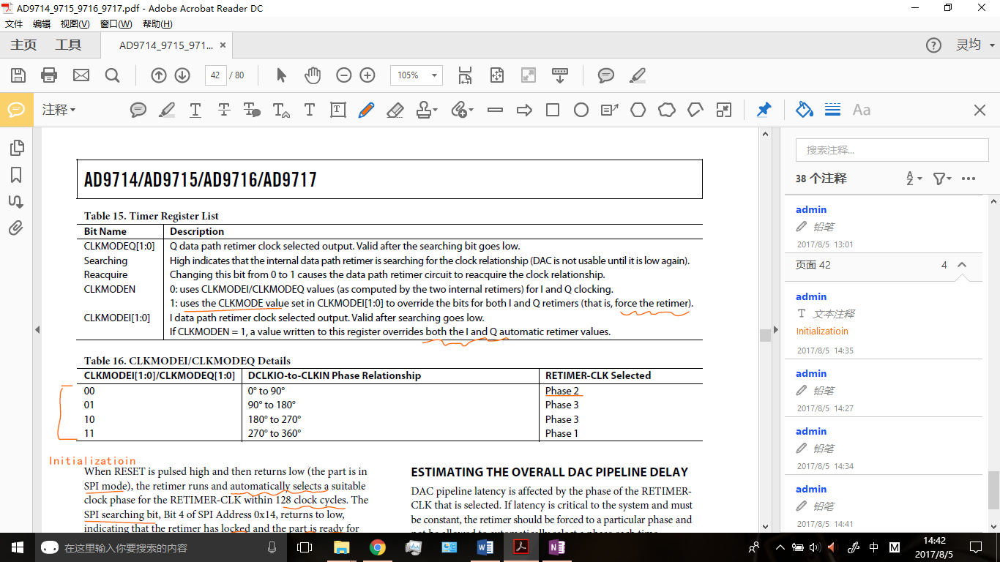 AD9714_9715_9716_9717.pdf - Adobe Acrobat Reader DC
文件 编辑 视图(V) 窗口(W) 帮助(H)
主页 工具 AD9714_9715_971... × 灵均
42 / 80 105%
注释 Aa
AD9714/AD9715/AD9716/AD9717
Table 15. Timer Register List
Bit Name Description
CLKMODEQ[1:0] Q data path retimer clock selected output. Valid after the searching bit goes low.
Searching High indicates that the internal data path retimer is searching for the clock relationship (DAC is not usable until it is low again).
Reacquire Changing this bit from 0 to 1 causes the data path retimer circuit to reacquire the clock relationship.
CLKMODEN 0: uses CLKMODEI/CLKMODEQ values (as computed by the two internal retimers) for I and Q clocking.
1: uses the CLKMODE value set in CLKMODEI[1:0] to override the bits for both I and Q retimers (that is, force the retimer).
CLKMODEI[1:0] I data path retimer clock selected output. Valid after searching goes low.
If CLKMODEN = 1, a value written to this register overrides both the I and Q automatic retimer values.
Table 16. CLKMODEI/CLKMODEQ Details
CLKMODEI[1:0]/CLKMODEQ[1:0] DCLKIO-to-CLKIN Phase Relationship RETIMER-CLK Selected
00 0° to 90° Phase 2
01 90° to 180° Phase 3
10 180° to 270° Phase 3
11 270° to 360° Phase 1
Initializatioin
When RESET is pulsed high and then returns low (the part is in
SPI mode), the retimer runs and automatically selects a suitable
clock phase for the RETIMER-CLK within 128 clock cycles. The
SPI searching bit, Bit 4 of SPI Address 0x14, returns to low,
indicating that the retimer has locked and the part is ready for
ESTIMATING THE OVERALL DAC PIPELINE DELAY
DAC pipeline latency is affected by the phase of the RETIMER-
CLK that is selected. If latency is critical to the system and must
be constant, the retimer should be forced to a particular phase and
not be allowed to automatically select a phase each time
搜索注释...
38 个注释
admin
铅笔
2017/8/5 13:01
页面 42 4
admin
文本注释
Initializatioin
2017/8/5 14:35
admin
铅笔
2017/8/5 14:27
admin
铅笔
2017/8/5 14:34
admin
铅笔
2017/8/5 14:41
在这里输入你要搜索的内容
中 M
14:42
2017/8/5